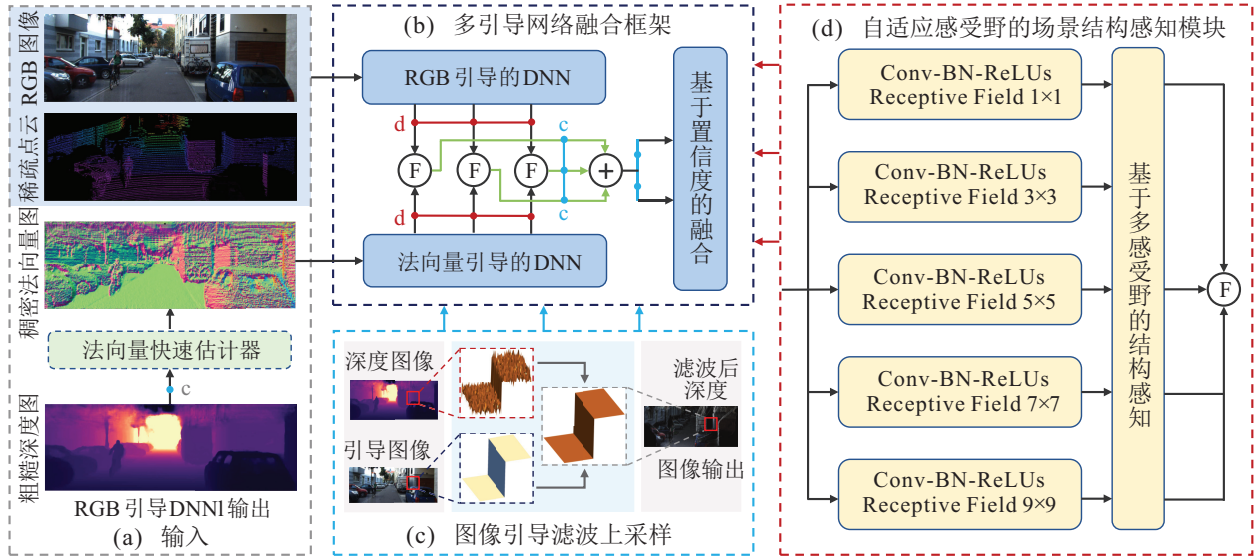 RGB 图像
稀疏点云
稠密法向量图
法向量快速估计器
c
粗糙深度图
RGB 引导DNN1输出
(a) 输入
(b) 多引导网络融合框架
RGB 引导的DNN
d
c
F
F
F
+
d
c
法向量引导的DNN
基于置信度的融合
深度图像
引导图像
滤波后
深度
图像输出
(c) 图像引导滤波上采样
(d) 自适应感受野的场景结构感知模块
Conv-BN-ReLUs
Receptive Field 1×1
Conv-BN-ReLUs
Receptive Field 3×3
Conv-BN-ReLUs
Receptive Field 5×5
Conv-BN-ReLUs
Receptive Field 7×7
Conv-BN-ReLUs
Receptive Field 9×9
基于多感受野的结构感知
F